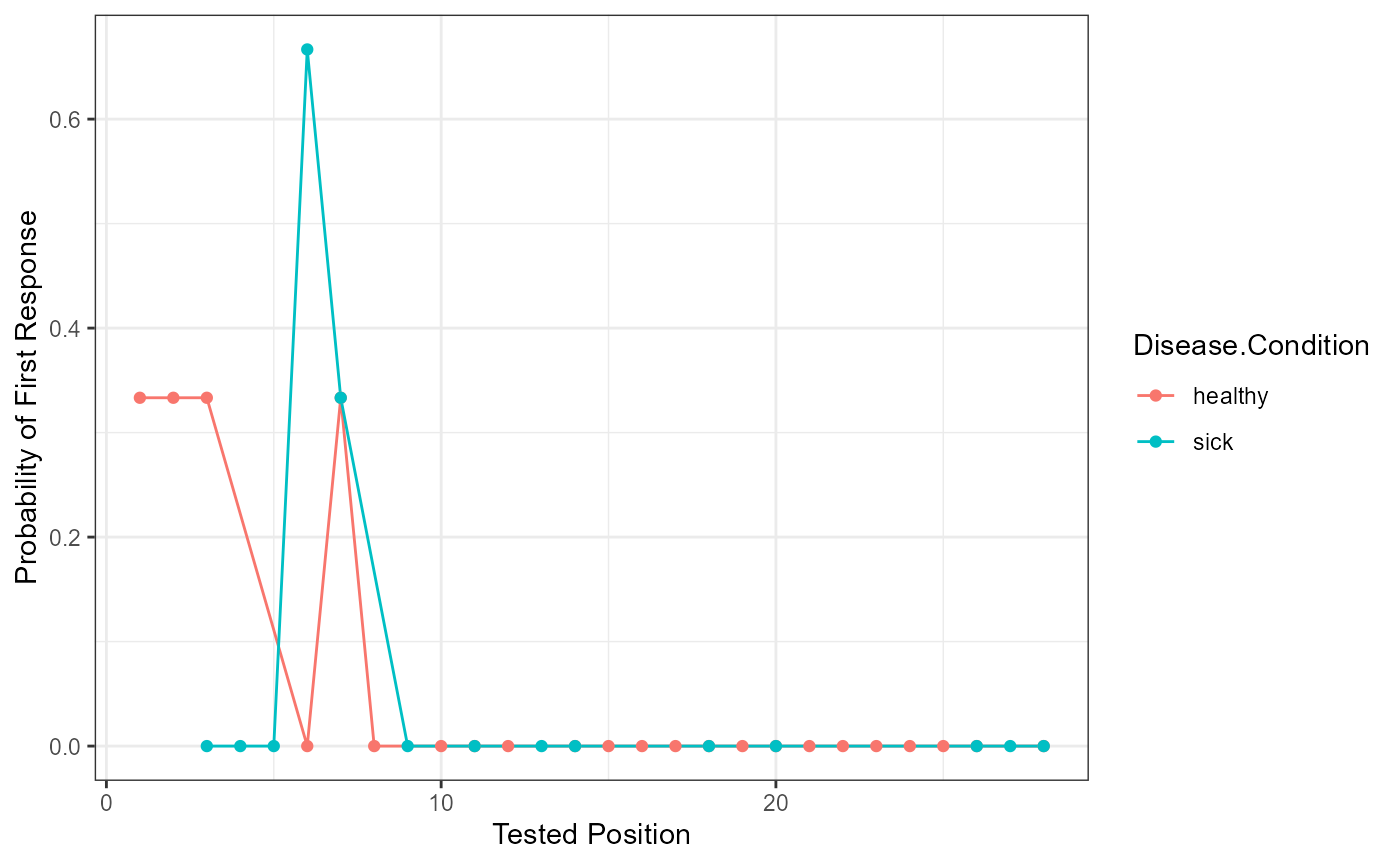 Probability of First Response
0.6
0.4
0.2
0.0
0
10
20
Tested Position
Disease.Condition
healthy
sick